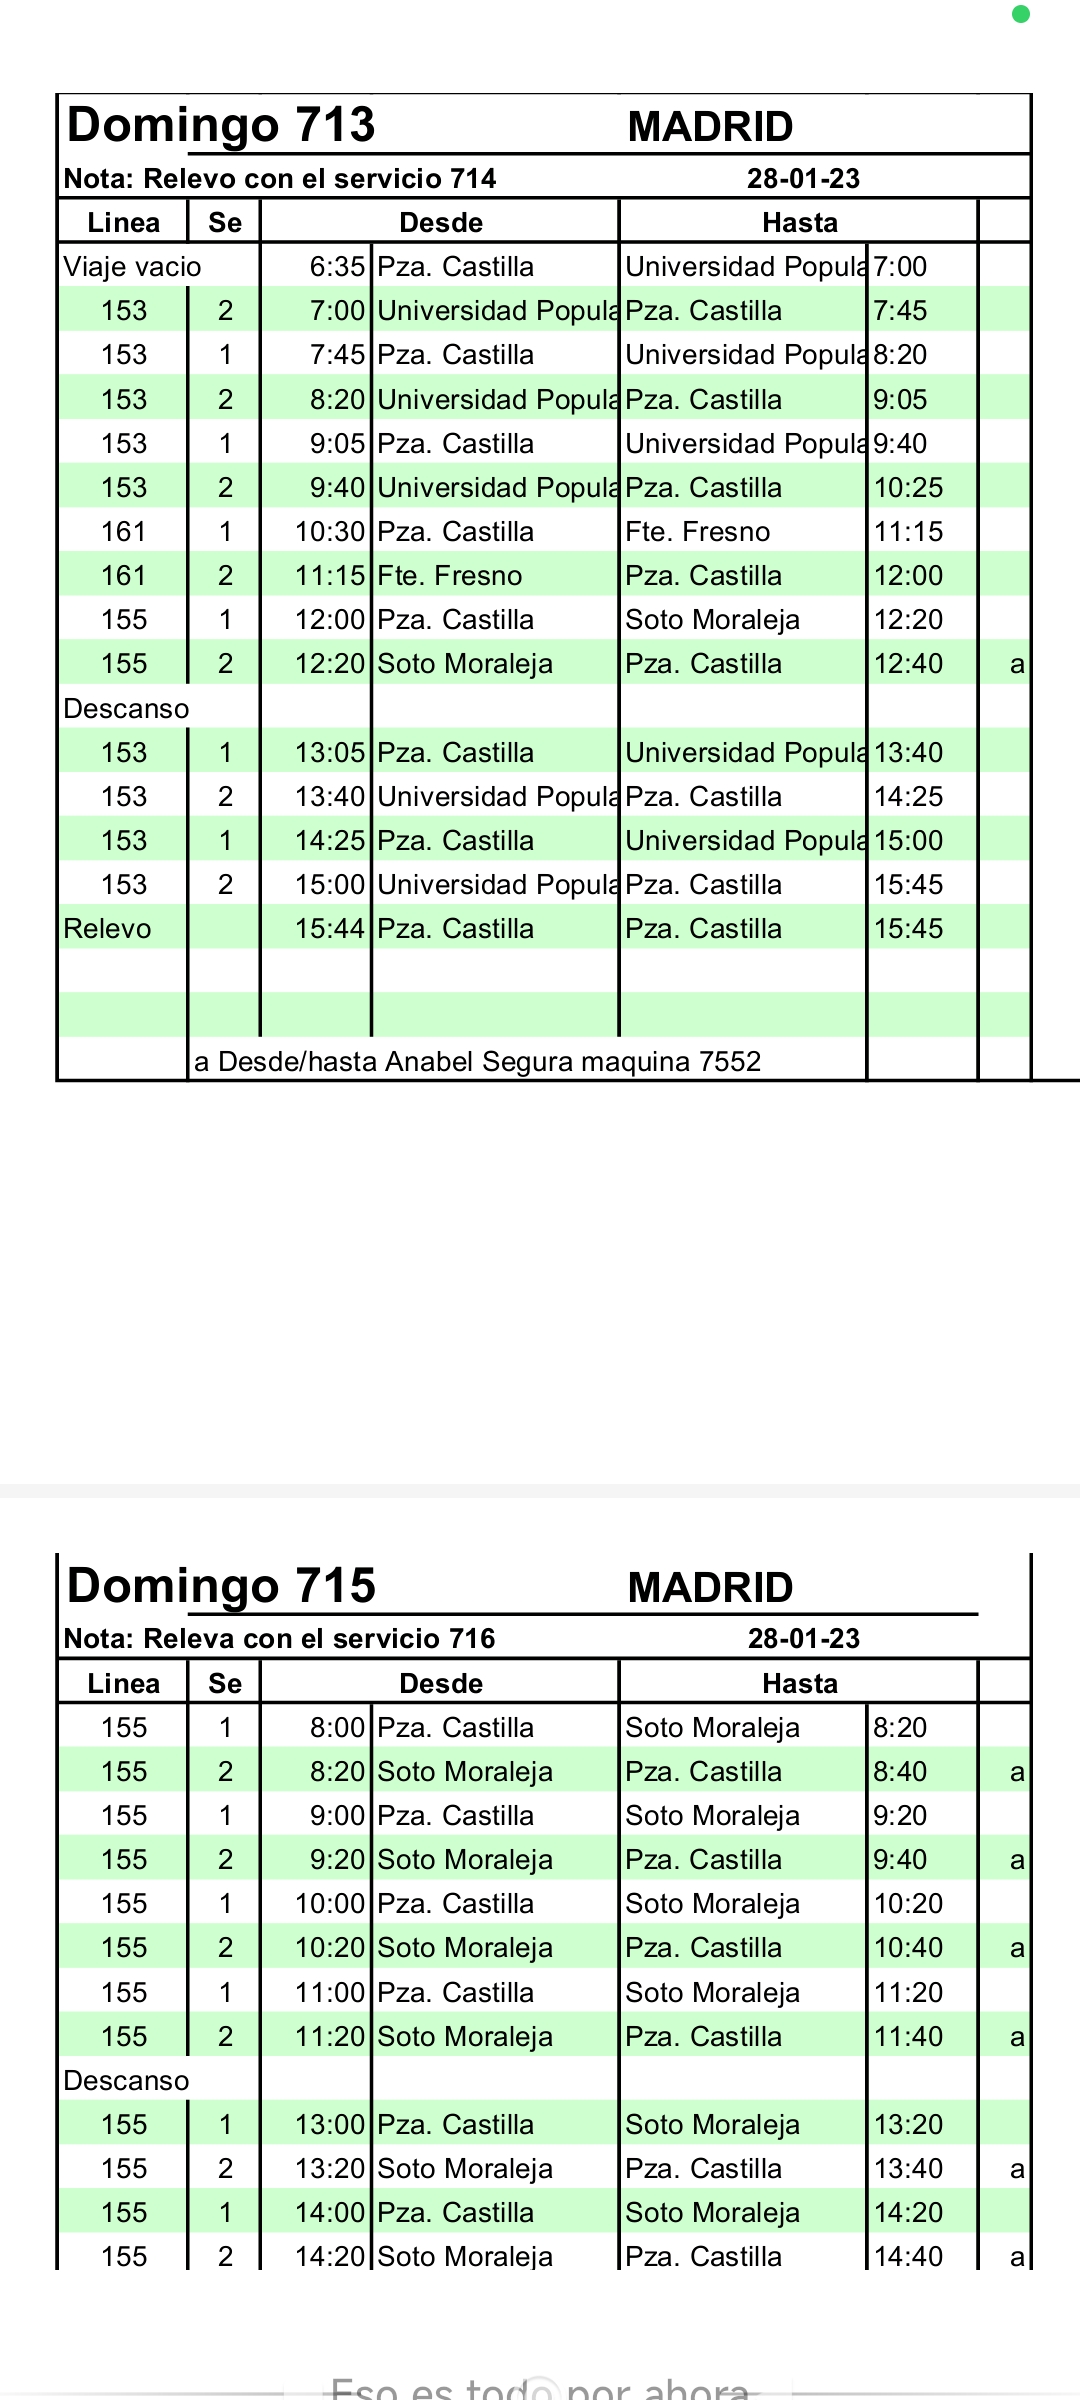 Domingo 713 MADRID
Nota: Relevo con el servicio 714 28-01-23
Linea Se Desde Hasta
Viaje vacio 6:35 Pza. Castilla Universidad Popula 7:00
153 2 7:00 Universidad Popula Pza. Castilla 7:45
153 1 7:45 Pza. Castilla Universidad Popula 8:20
153 2 8:20 Universidad Popula Pza. Castilla 9:05
153 1 9:05 Pza. Castilla Universidad Popula 9:40
153 2 9:40 Universidad Popula Pza. Castilla 10:25
161 1 10:30 Pza. Castilla Fte. Fresno 11:15
161 2 11:15 Fte. Fresno Pza. Castilla 12:00
155 1 12:00 Pza. Castilla Soto Moraleja 12:20
155 2 12:20 Soto Moraleja Pza. Castilla 12:40 a
Descanso
153 1 13:05 Pza. Castilla Universidad Popula 13:40
153 2 13:40 Universidad Popula Pza. Castilla 14:25
153 1 14:25 Pza. Castilla Universidad Popula 15:00
153 2 15:00 Universidad Popula Pza. Castilla 15:45
Relevo 15:44 Pza. Castilla Pza. Castilla 15:45
a Desde/hasta Anabel Segura maquina 7552
Domingo 715 MADRID
Nota: Releva con el servicio 716 28-01-23
Linea Se Desde Hasta
155 1 8:00 Pza. Castilla Soto Moraleja 8:20
155 2 8:20 Soto Moraleja Pza. Castilla 8:40 a
155 1 9:00 Pza. Castilla Soto Moraleja 9:20
155 2 9:20 Soto Moraleja Pza. Castilla 9:40 a
155 1 10:00 Pza. Castilla Soto Moraleja 10:20
155 2 10:20 Soto Moraleja Pza. Castilla 10:40 a
155 1 11:00 Pza. Castilla Soto Moraleja 11:20
155 2 11:20 Soto Moraleja Pza. Castilla 11:40 a
Descanso
155 1 13:00 Pza. Castilla Soto Moraleja 13:20
155 2 13:20 Soto Moraleja Pza. Castilla 13:40 a
155 1 14:00 Pza. Castilla Soto Moraleja 14:20
155 2 14:20 Soto Moraleja Pza. Castilla 14:40 a
Eso es todo por ahora